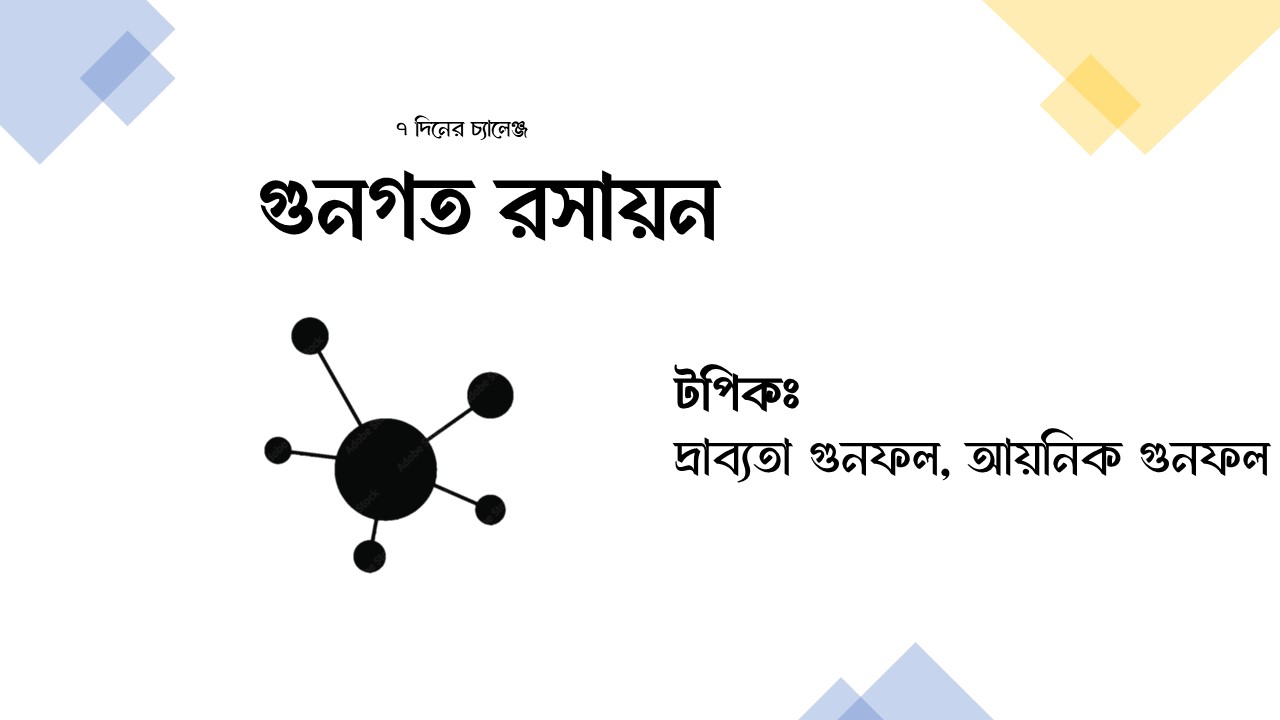 ৭ দিনের চ্যালেঞ্জ
গুনগত রসায়ন
টপিকঃ
দ্রাব্যতা গুনফল, আয়নিক গুনফল